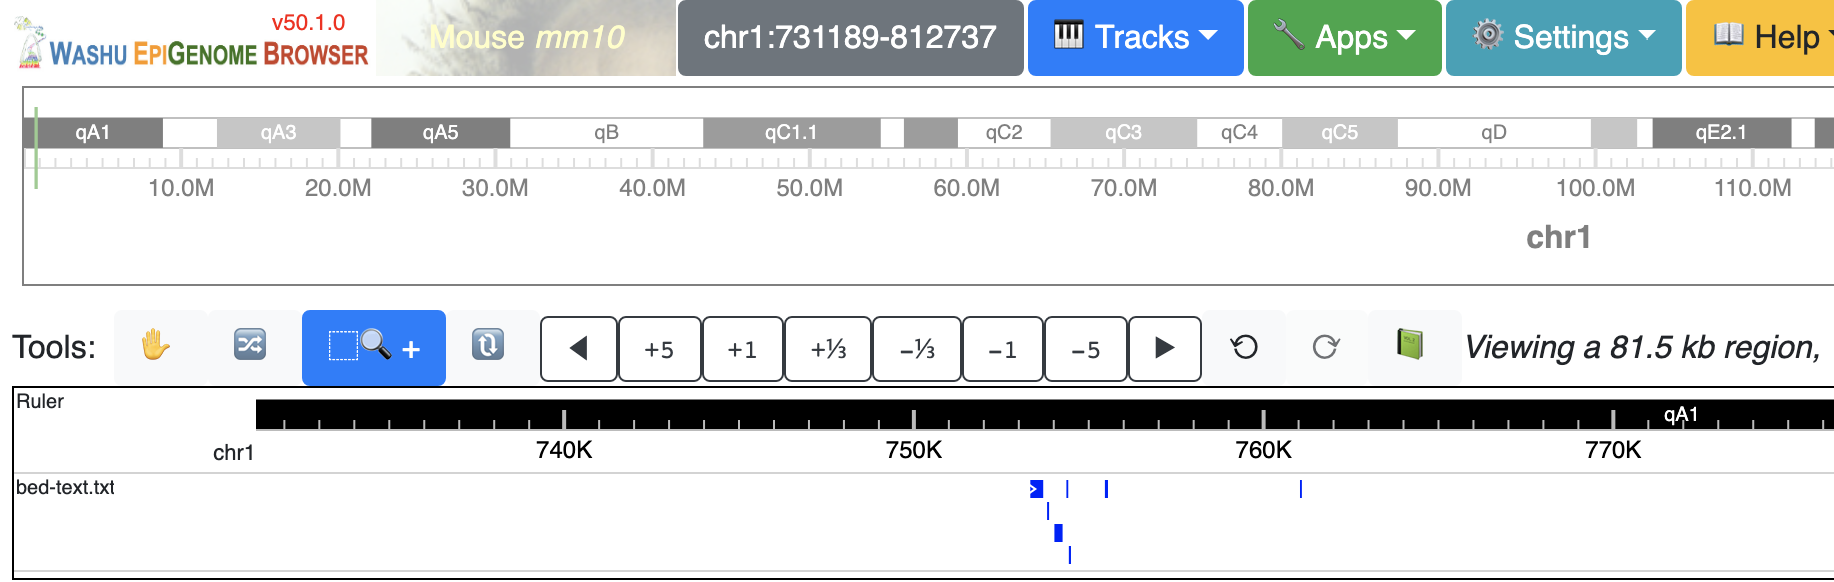 v50.1.0
WASHU EPIGENOME BROWSER
Mouse mm10
chr1:731189-812737
Tracks
Apps
Settings
Help
qA1 qA3 qA5 qB qC1.1 qC2 qC3 qC4 qC5 qD qE2.1
10.0M 20.0M 30.0M 40.0M 50.0M 60.0M 70.0M 80.0M 90.0M 100.0M 110.0M
chr1
Tools: + +5 +1 +⅓ −⅓ −1 −5 Viewing a 81.5 kb region,
Ruler
qA1
chr1 740K 750K 760K 770K
bed-text.txt